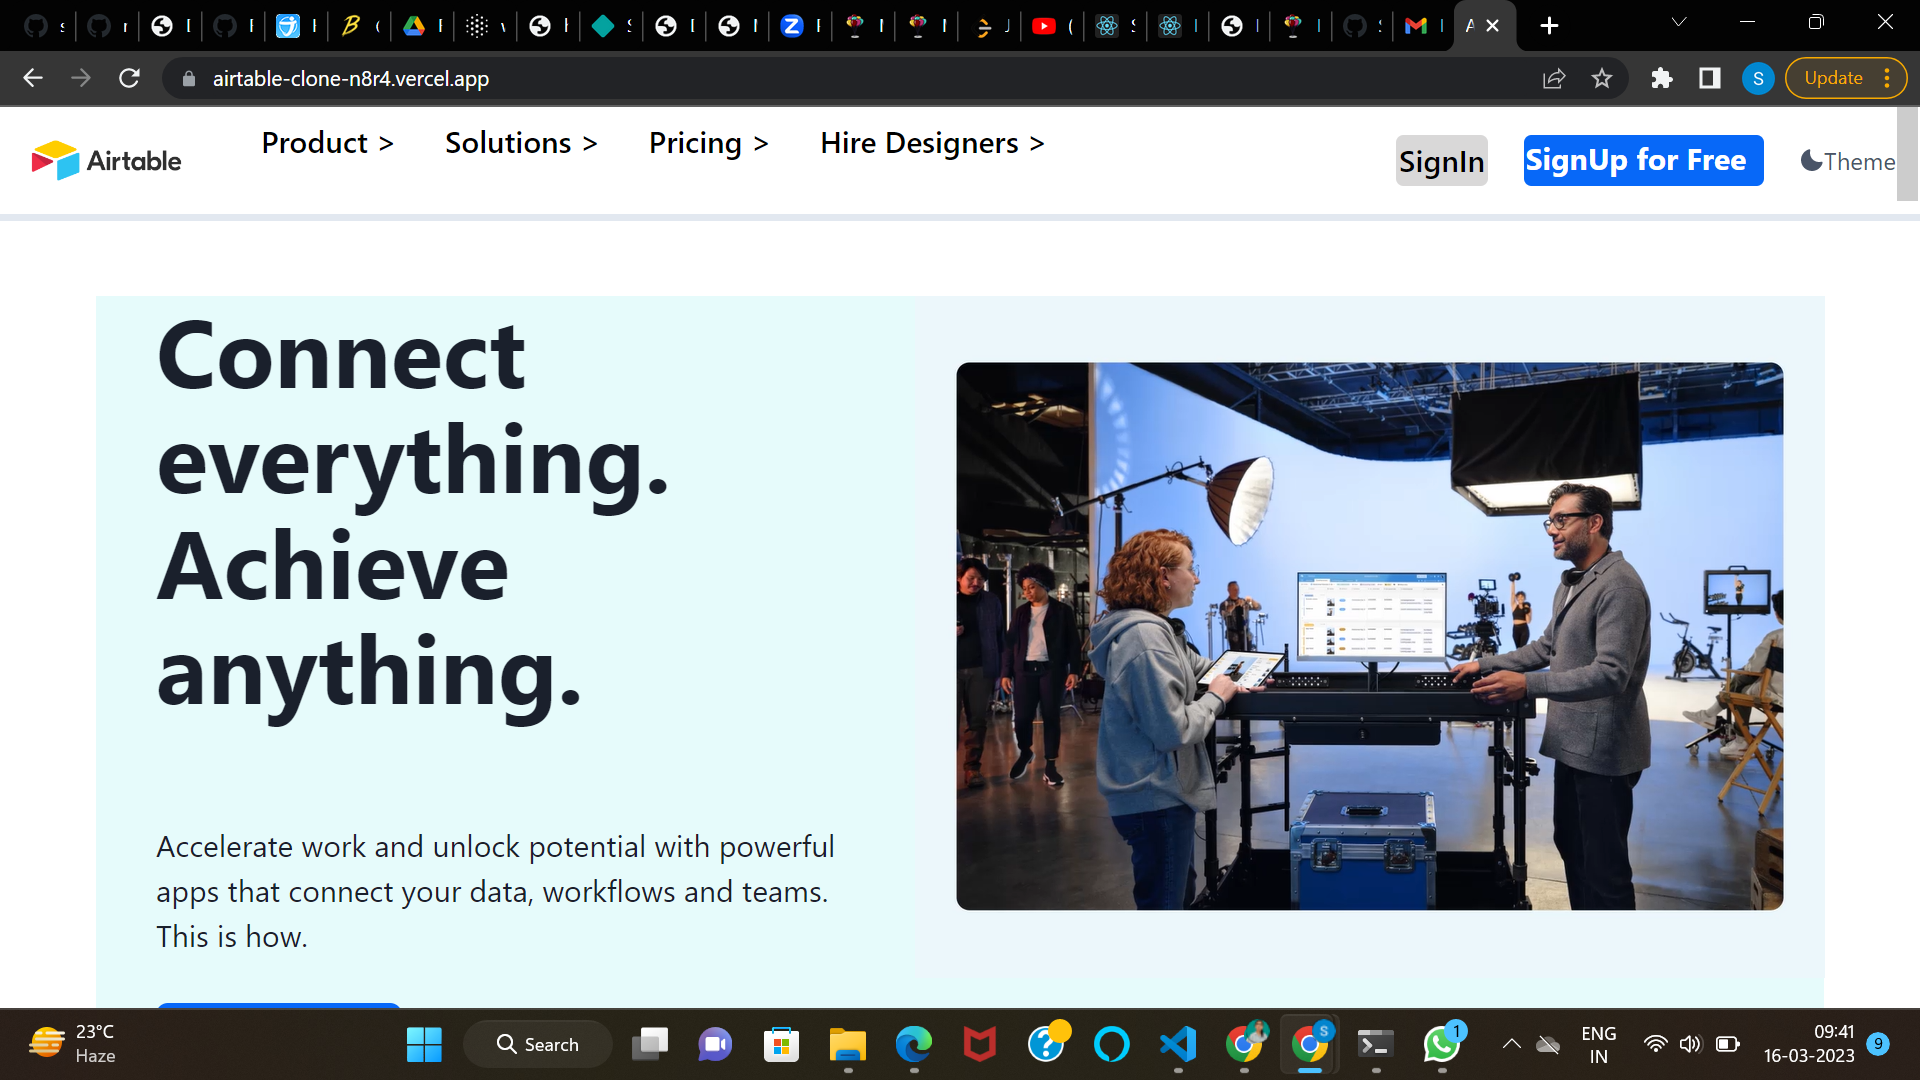 airtable-clone-n8r4.vercel.app
S
Update
Airtable
Product >
Solutions >
Pricing >
Hire Designers >
SignIn
SignUp for Free
Theme
Connect
everything.
Achieve
anything.
Accelerate work and unlock potential with powerful
apps that connect your data, workflows and teams.
This is how.
23°C
Haze
Search
S
1
ENG
IN
09:41
16-03-2023
9